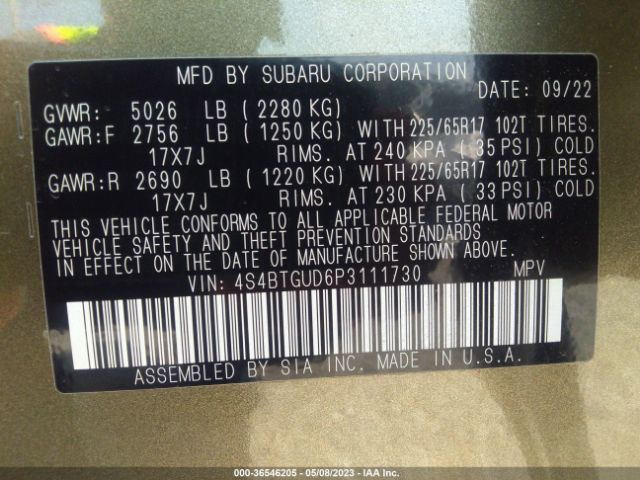 MFD BY SUBARU CORPORATION
DATE: 09/22
GVWR: 5026 LB ( 2280 KG)
GAWR:F 2756 LB ( 1250 KG) WITH 225/65R17 102T TIRES.
17X7J RIMS. AT 240 KPA ( 35 PSI) COLD
GAWR:R 2690 LB ( 1220 KG) WITH 225/65R17 102T TIRES.
17X7J RIMS. AT 230 KPA ( 33 PSI) COLD
THIS VEHICLE CONFORMS TO ALL APPLICABLE FEDERAL MOTOR
VEHICLE SAFETY AND THEFT PREVENTION STANDARDS
IN EFFECT ON THE DATE OF MANUFACTURE SHOWN ABOVE.
VIN: 4S4BTGUD6P3111730 MPV
ASSEMBLED BY SIA INC. MADE IN U.S.A.
000-36546205 - 05/08/2023 - IAA Inc.